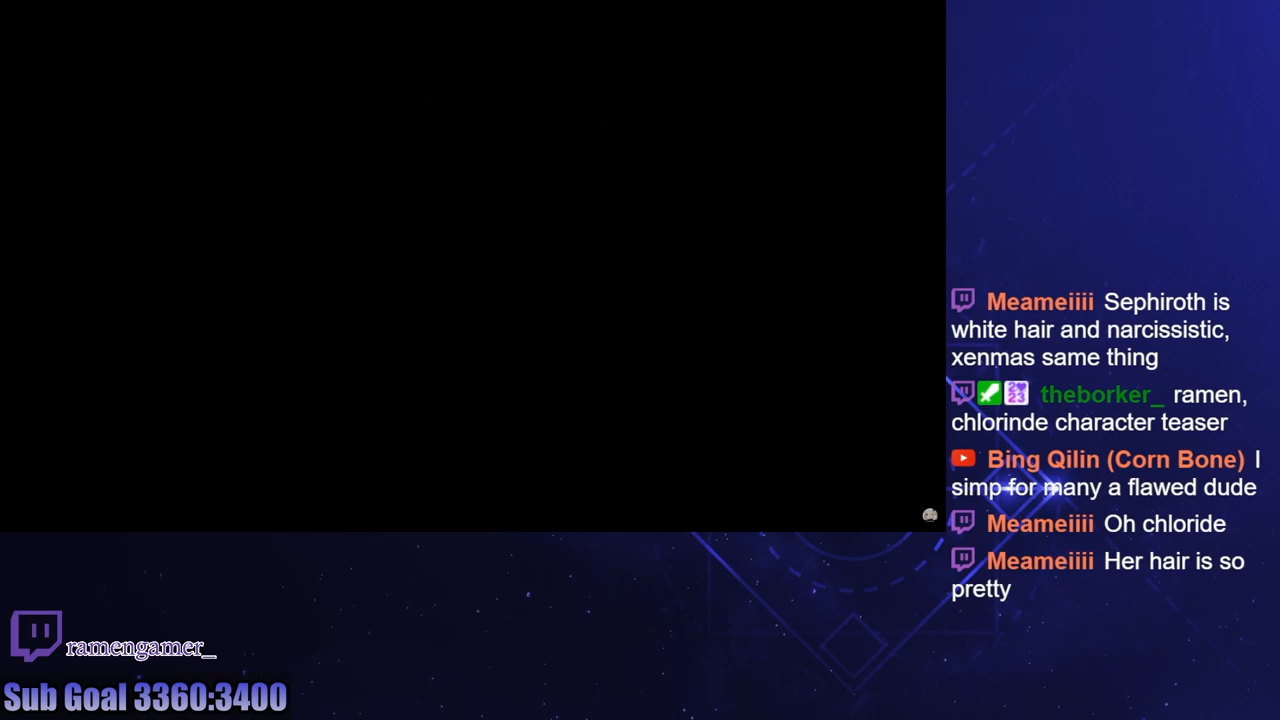 Meameiiii Sephiroth is
white hair and narcissistic,
xenmas same thing
theborker_ ramen,
chlorinde character teaser
Bing Qilin (Corn Bone) I
simp for many a flawed dude
Meameiiii Oh chloride
Meameiiii Her hair is so
pretty
ramengamer_
Sub Goal 3360:3400